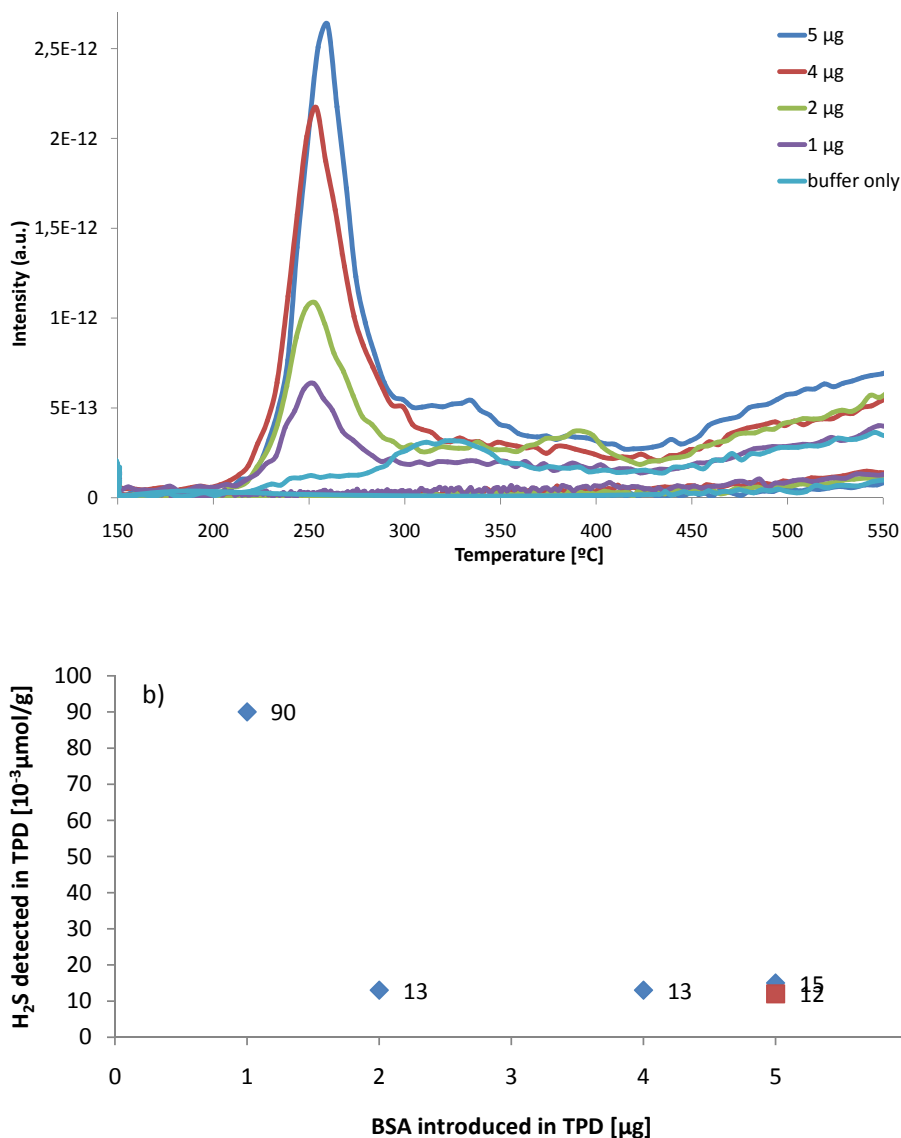 2,5E-12
2E-12
1,5E-12
1E-12
5E-13
0
Intensity (a.u.)
5 µg
4 µg
2 µg
1 µg
buffer only
150 200 250 300 350 400 450 500 550
Temperature [ºC]
b)
100
90
80
70
60
50
40
30
20
10
0
H₂S detected in TPD [10⁻³µmol/g]
90
13
13
15
12
0 1 2 3 4 5
BSA introduced in TPD [µg]